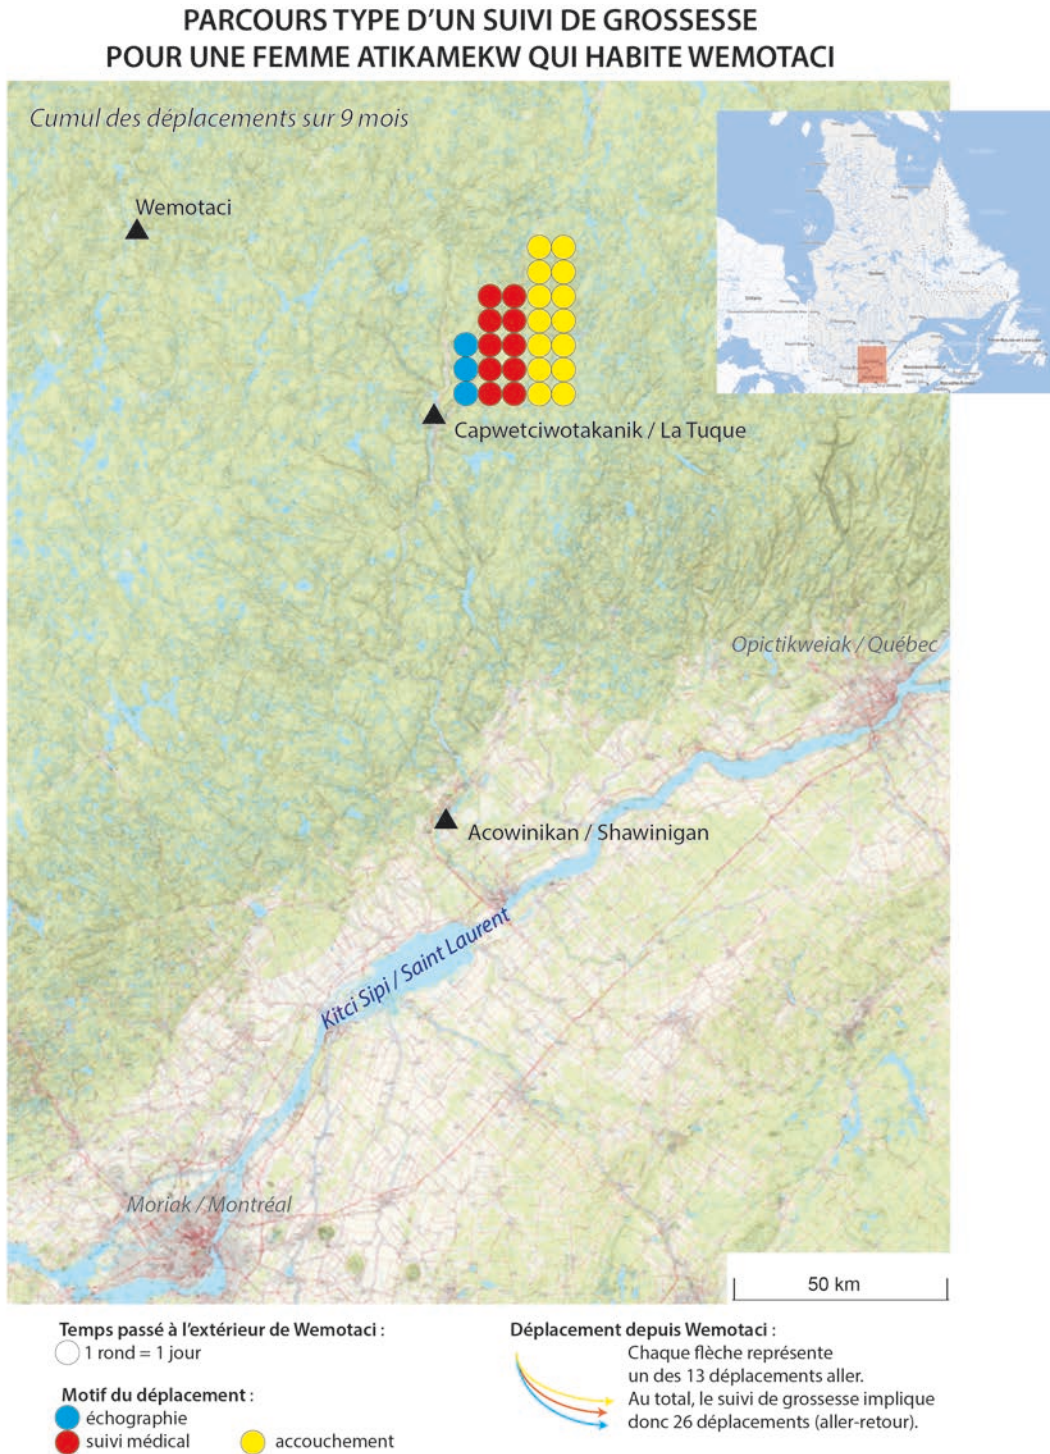 PARCOURS TYPE D'UN SUIVI DE GROSSESSE
POUR UNE FEMME ATIKAMEKW QUI HABITE WEMOTACI
Cumul des déplacements sur 9 mois
Wemotaci
Capwetciwotakanik / La Tuque
Opictikweiak / Québec
Acowinikan / Shawinigan
Kitci Sipi / Saint Laurent
Moriak / Montréal
50 km
Temps passé à l'extérieur de Wemotaci :
1 rond = 1 jour
Motif du déplacement :
échographie
suivi médical
accouchement
Déplacement depuis Wemotaci :
Chaque flèche représente
un des 13 déplacements aller.
Au total, le suivi de grossesse implique
donc 26 déplacements (aller-retour).